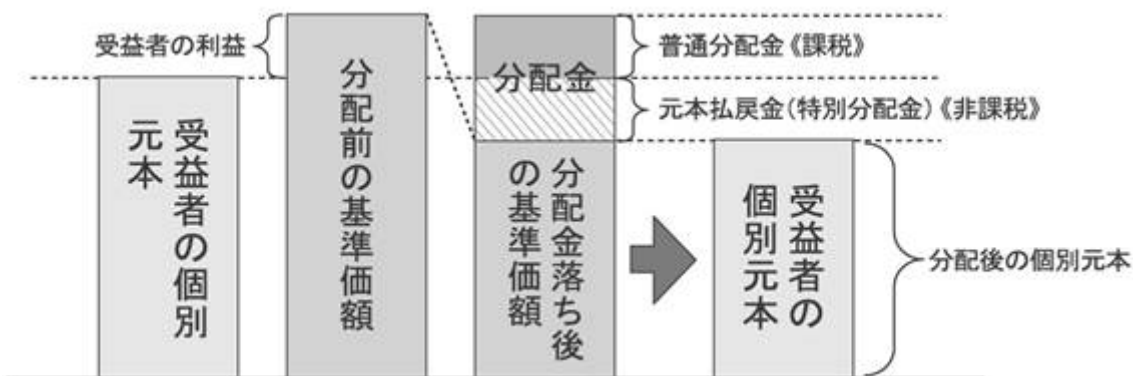 受益者の利益
受益者の個別
元本
分配前の基準価額
分配金
普通分配金《課税》
元本払戻金(特別分配金)《非課税》
分配金落ち後
の基準価額
受益者の
個別元本
分配後の個別元本